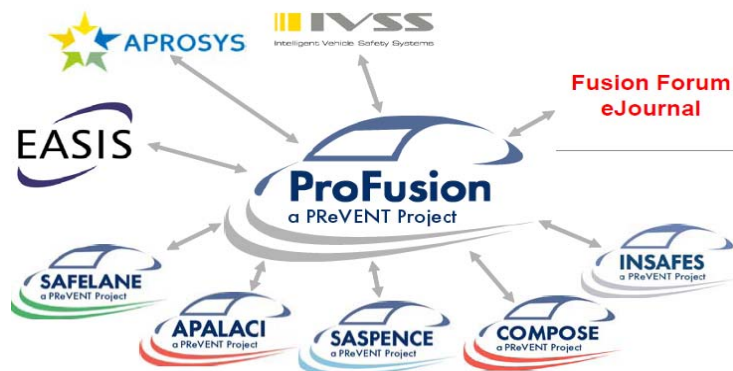 APROSYS
IVSS
Intelligent Vehicle Safety Systems
Fusion Forum
eJournal
EASIS
ProFusion
a PReVENT Project
SAFELANE
a PReVENT Project
INSAFES
a PReVENT Project
APALACI
a PReVENT Project
SASPENCE
a PReVENT Project
COMPOSE
a PReVENT Project